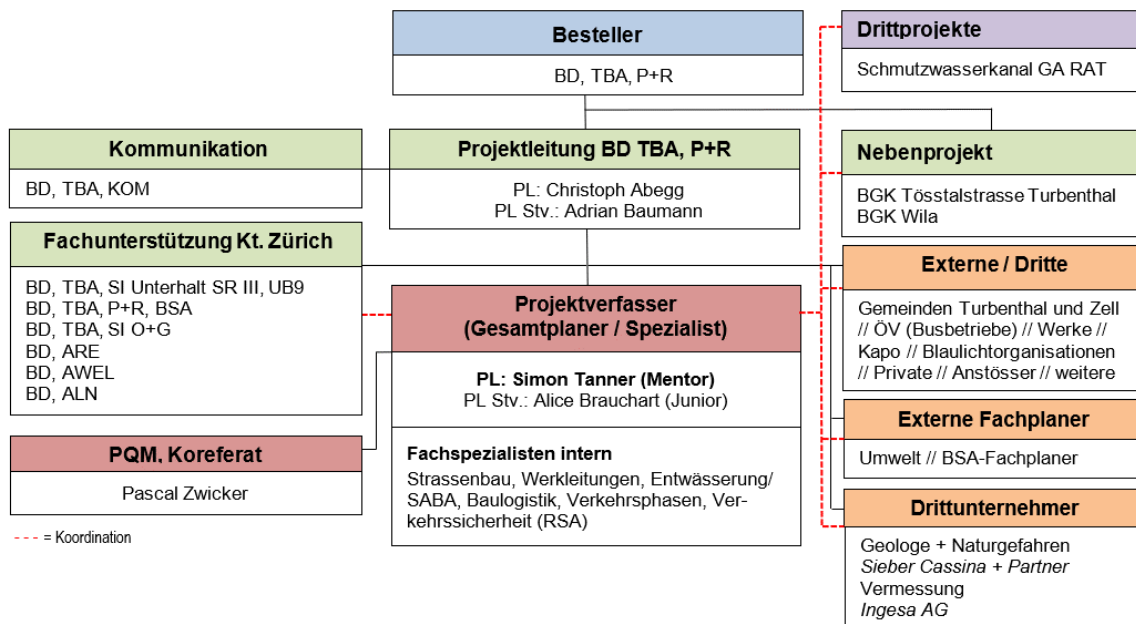 Besteller
BD, TBA, P+R
Drittprojekte
Schmutzwasserkanal GA RAT
Kommunikation
BD, TBA, KOM
Projektleitung BD TBA, P+R
PL: Christoph Abegg
PL Stv.: Adrian Baumann
Nebenprojekt
BGK Tösstalstrasse Turbenthal
BGK Wila
Fachunterstützung Kt. Zürich
BD, TBA, SI Unterhalt SR III, UB9
BD, TBA, P+R, BSA
BD, TBA, SI O+G
BD, ARE
BD, AWEL
BD, ALN
Projektverfasser
(Gesamtplaner / Spezialist)
PL: Simon Tanner (Mentor)
PL Stv.: Alice Brauchart (Junior)
Fachspezialisten intern
Strassenbau, Werkleitungen, Entwässerung/
SABA, Baulogistik, Verkehrsphasen, Ver-
kehrssicherheit (RSA)
Externe / Dritte
Gemeinden Turbenthal und Zell
// ÖV (Busbetriebe) // Werke //
Kapo // Blaulichtorganisationen
// Private // Anstösser // weitere
PQM, Koreferat
Pascal Zwicker
Externe Fachplaner
Umwelt // BSA-Fachplaner
Drittunternehmer
Geologe + Naturgefahren
Sieber Cassina + Partner
Vermessung
Ingesa AG
--- = Koordination